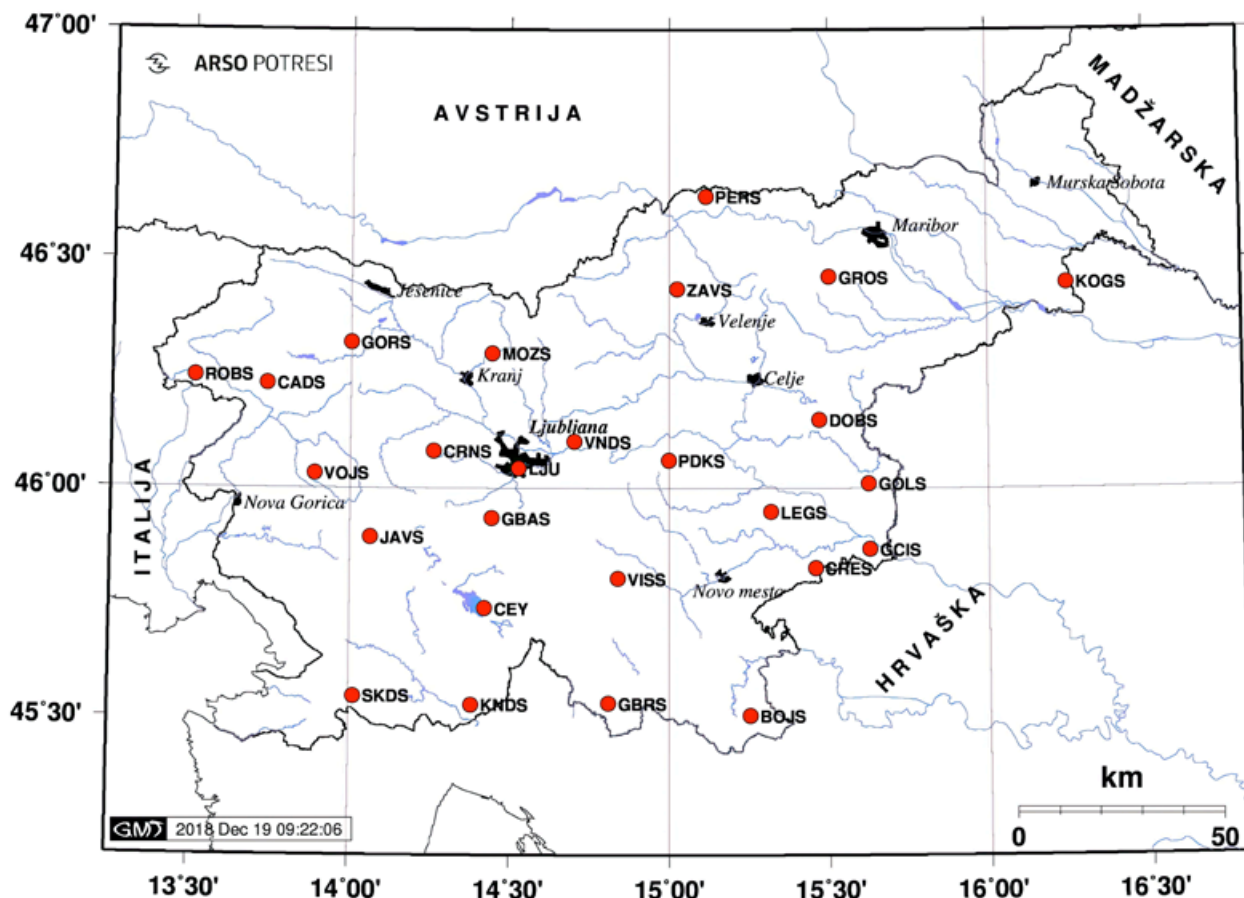 47°00'
ARSO POTRESI
AVSTRIJA
MADŽARSKA
Murska Sobota
PERS
Maribor
46°30'
GROS
KOGS
ZAVS
Jesenice
Velenje
GORS
MOZS
ROBS
CADS
Kranj
Celje
DOBS
Ljubljana
VNDS
CRNS
PDKS
LJU
VOJS
46°00'
GOLS
Nova Gorica
ITALIJA
GBAS
LEGS
JAVS
GCIS
CRES
VISS
Novo mesto
CEY
HRVAŠKA
SKDS
KNDS
GBRS
45°30'
BOJS
km
0 50
GMT 2018 Dec 19 09:22:06
13°30' 14°00' 14°30' 15°00' 15°30' 16°00' 16°30'